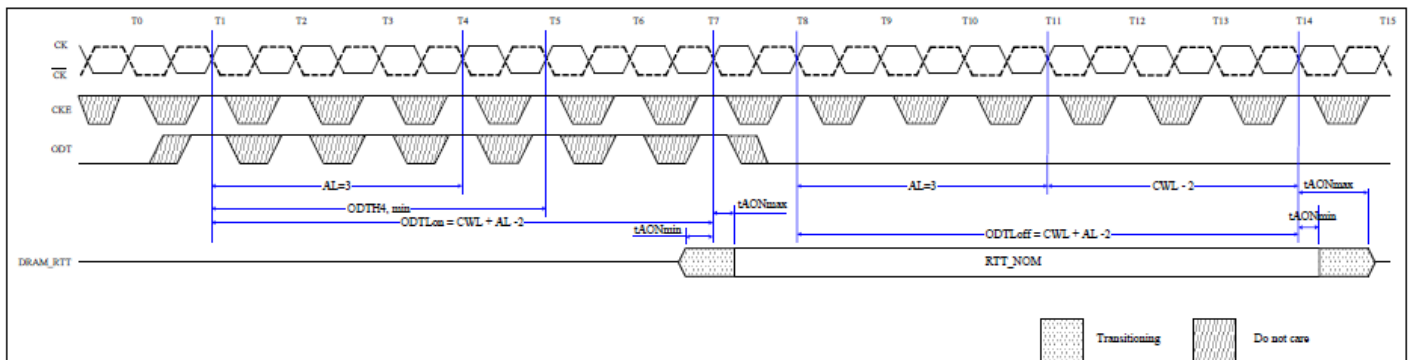 T0 T1 T2 T3 T4 T5 T6 T7 T8 T9 T10 T11 T12 T13 T14 T15
CK
CK
CKE
ODT
AL=3 AL=3 CWL - 2
ODTH4, min tAONmax tAONmax
ODTLon = CWL + AL -2 tAONmin
tAONmin ODTLoff = CWL + AL -2
DRAM_RTT RTT_NOM
Transitioning Do not care